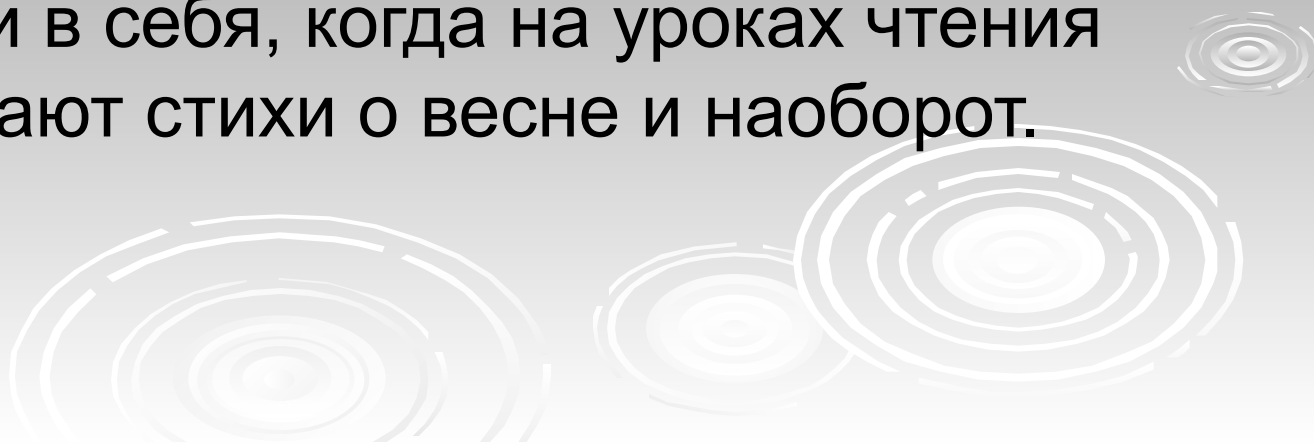 и в себя, когда на уроках чтения
ают стихи о весне и наоборот.